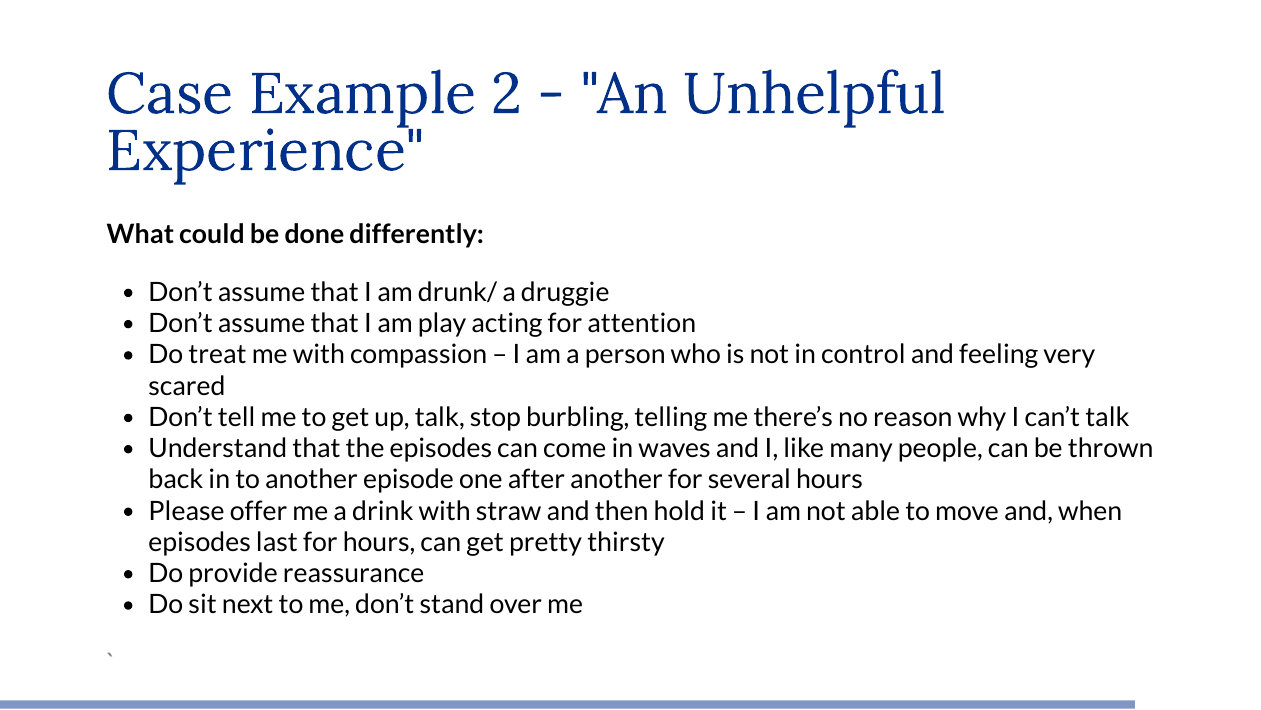 Case Example 2 - "An Unhelpful
Experience"
What could be done differently:
• Don’t assume that I am drunk/ a druggie
• Don’t assume that I am play acting for attention
• Do treat me with compassion – I am a person who is not in control and feeling very
scared
• Don’t tell me to get up, talk, stop burbling, telling me there’s no reason why I can’t talk
• Understand that the episodes can come in waves and I, like many people, can be thrown
back in to another episode one after another for several hours
• Please offer me a drink with straw and then hold it – I am not able to move and, when
episodes last for hours, can get pretty thirsty
• Do provide reassurance
• Do sit next to me, don’t stand over me
`